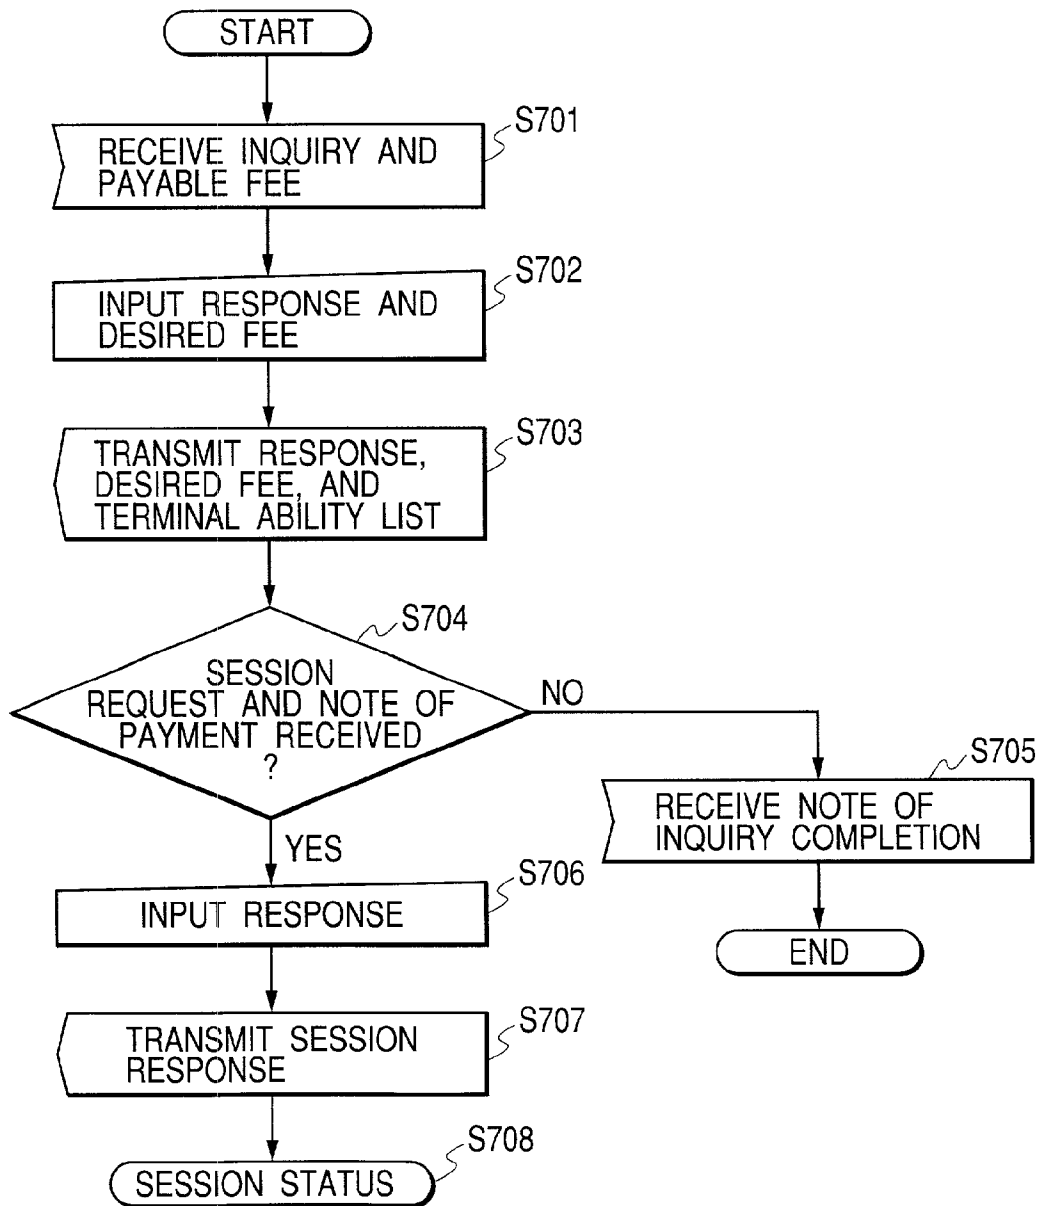 START
S701
RECEIVE INQUIRY AND
PAYABLE FEE
S702
INPUT RESPONSE AND
DESIRED FEE
S703
TRANSMIT RESPONSE,
DESIRED FEE, AND
TERMINAL ABILITY LIST
S704
SESSION
REQUEST AND NOTE OF
PAYMENT RECEIVED
?
NO
S705
RECEIVE NOTE OF
INQUIRY COMPLETION
END
YES
S706
INPUT RESPONSE
S707
TRANSMIT SESSION
RESPONSE
S708
SESSION STATUS